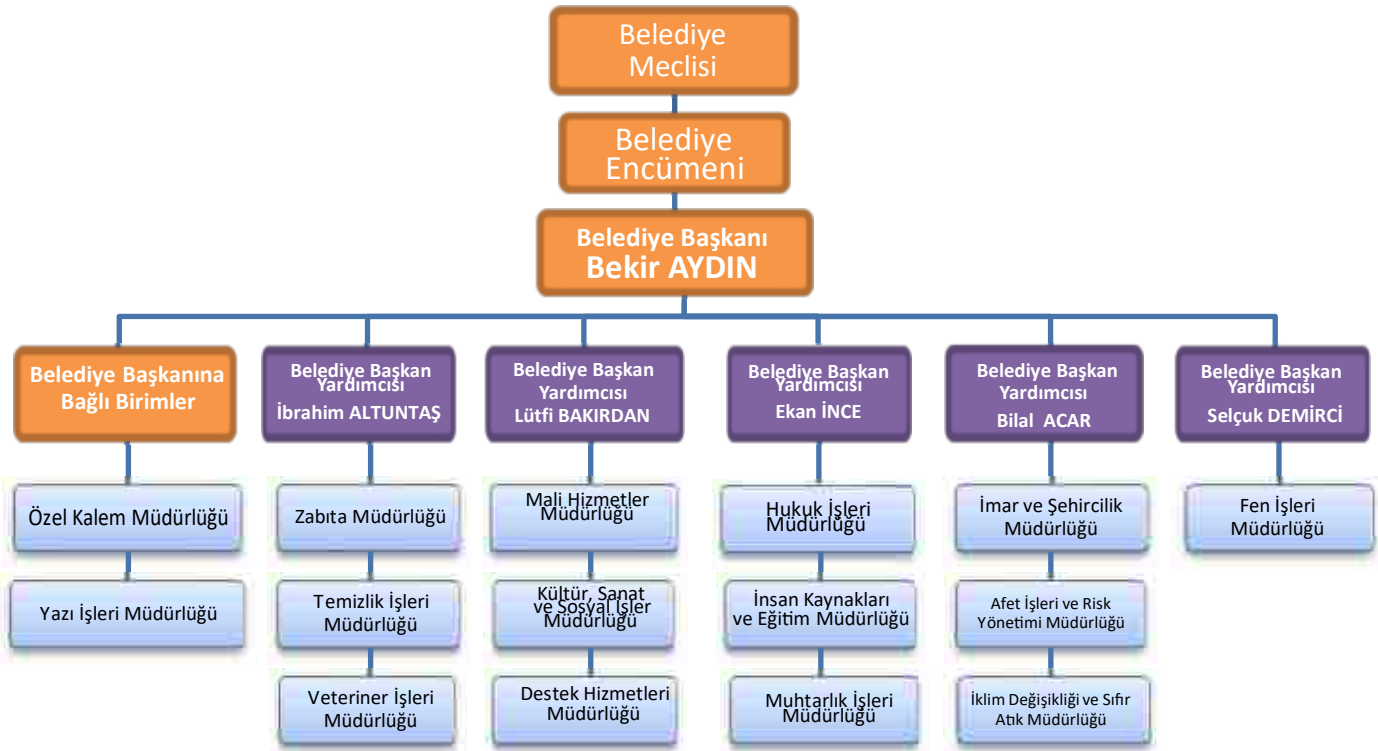 Belediye
Meclisi
Belediye
Encümeni
Belediye Başkanı
Bekir AYDIN
Belediye Başkanına
Bağlı Birimler
Özel Kalem Müdürlüğü
Yazı İşleri Müdürlüğü
Belediye Başkan
Yardımcısı
İbrahim ALTUNTAŞ
Zabıta Müdürlüğü
Temizlik İşleri
Müdürlüğü
Veteriner İşleri
Müdürlüğü
Belediye Başkan
Yardımcısı
Lütfi BAKIRDAN
Mali Hizmetler
Müdürlüğü
Kültür, Sanat
ve Sosyal İşler
Müdürlüğü
Destek Hizmetleri
Müdürlüğü
Belediye Başkan
Yardımcısı
Ekan İNCE
Hukuk İşleri
Müdürlüğü
İnsan Kaynakları
ve Eğitim Müdürlüğü
Muhtarlık İşleri
Müdürlüğü
Belediye Başkan
Yardımcısı
Bilal ACAR
İmar ve Şehircilik
Müdürlüğü
Afet İşleri ve Risk
Yönetimi Müdürlüğü
İklim Değişikliği ve Sıfır
Atık Müdürlüğü
Belediye Başkan
Yardımcısı
Selçuk DEMİRCİ
Fen İşleri
Müdürlüğü